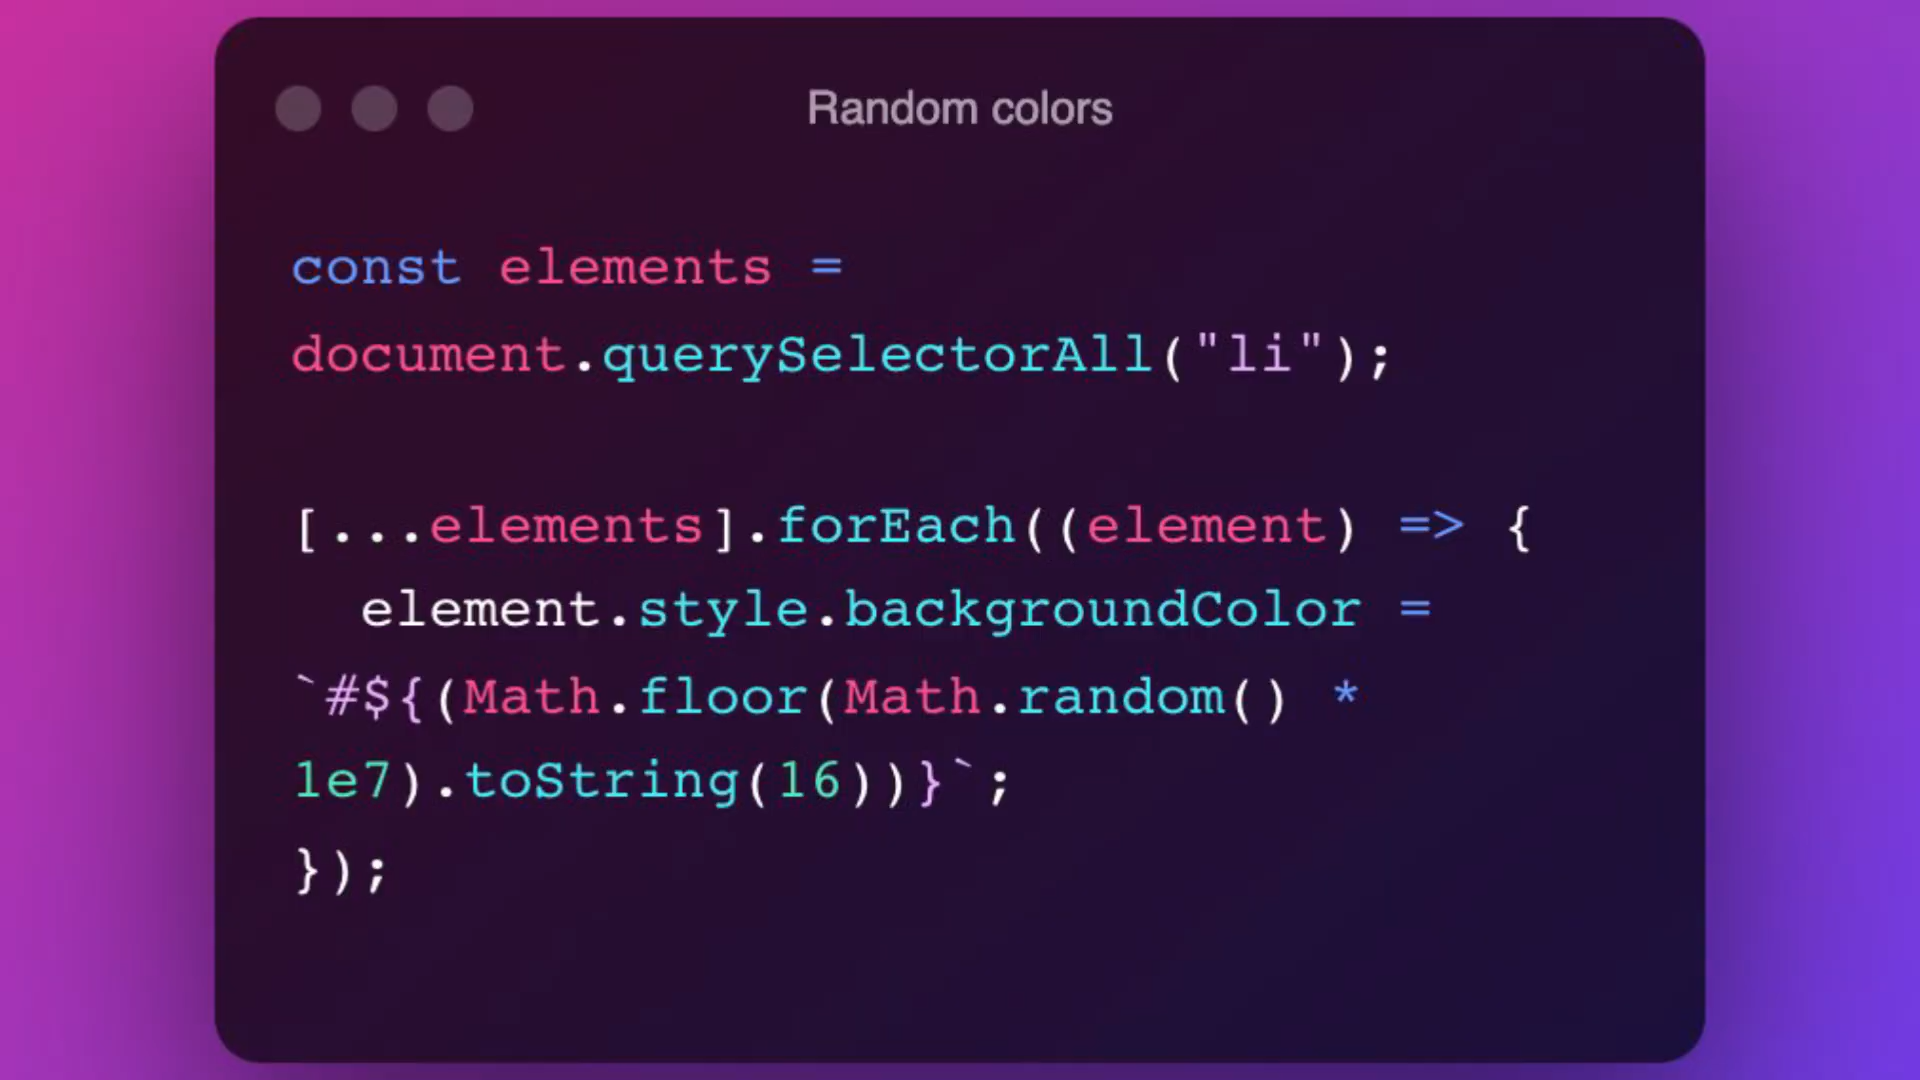 Random colors
const elements =
document.querySelectorAll("li");
[...elements].forEach((element) => {
  element.style.backgroundColor =
`#${(Math.floor(Math.random() *
1e7).toString(16))}`;
});